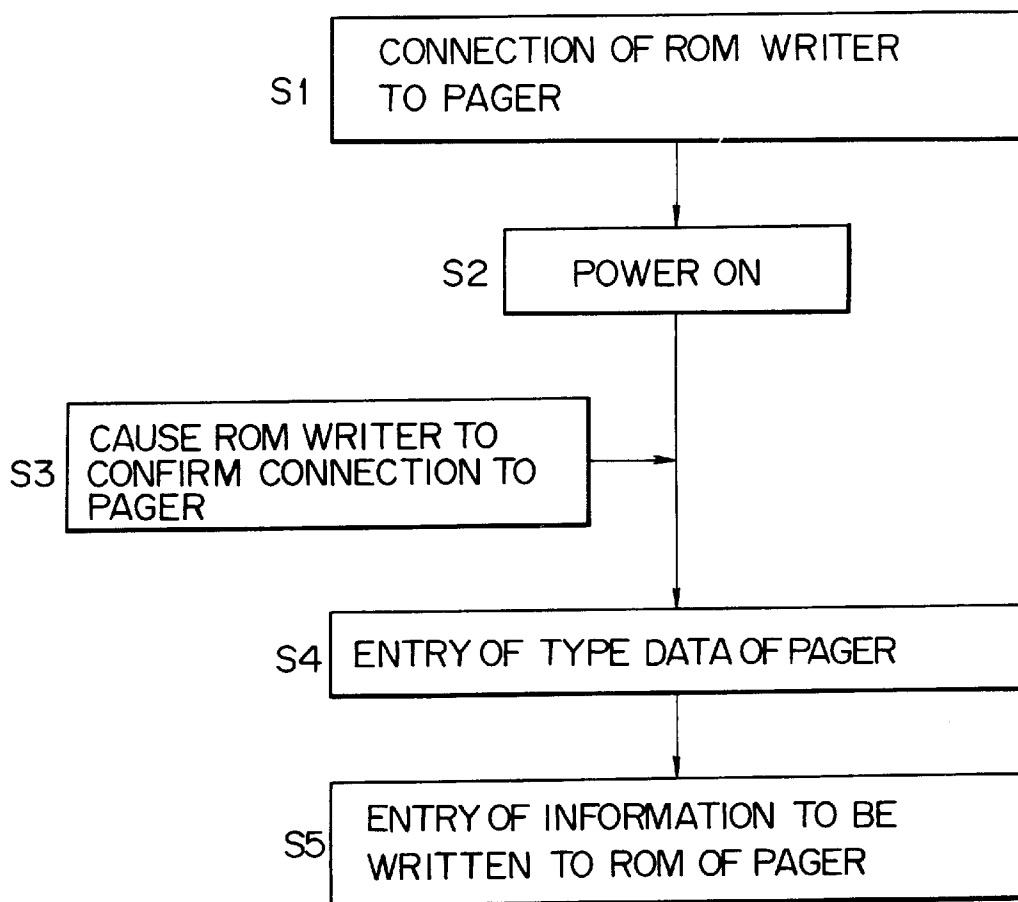 S1
CONNECTION OF ROM WRITER
TO PAGER
S2
POWER ON
S3
CAUSE ROM WRITER TO
CONFIRM CONNECTION TO
PAGER
S4
ENTRY OF TYPE DATA OF PAGER
S5
ENTRY OF INFORMATION TO BE
WRITTEN TO ROM OF PAGER